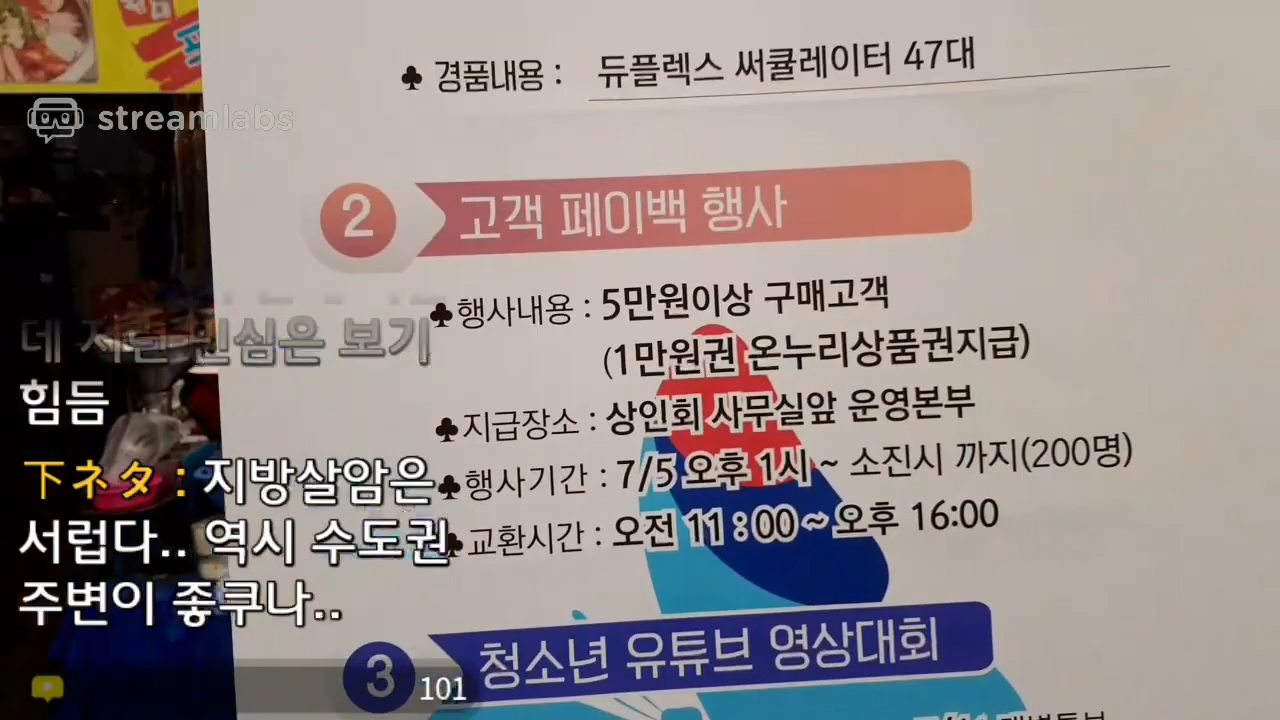 ♣ 경품내용 : 듀플렉스 써큘레이터 47대
streamlabs
2 고객 페이백 행사
♣행사내용 : 5만원이상 구매고객
(1만원권 온누리상품권지급)
♣지급장소 : 상인회 사무실앞 운영본부
♣행사기간 : 7/5 오후 1시 ~ 소진시 까지(200명)
♣교환시간 : 오전 11 : 00 ~ 오후 16:00
3 청소년 유튜브 영상대회
민심은 보기
힘듬
下ネタ : 지방살암은
서럽다.. 역시 수도권
주변이 좋쿠나..
101